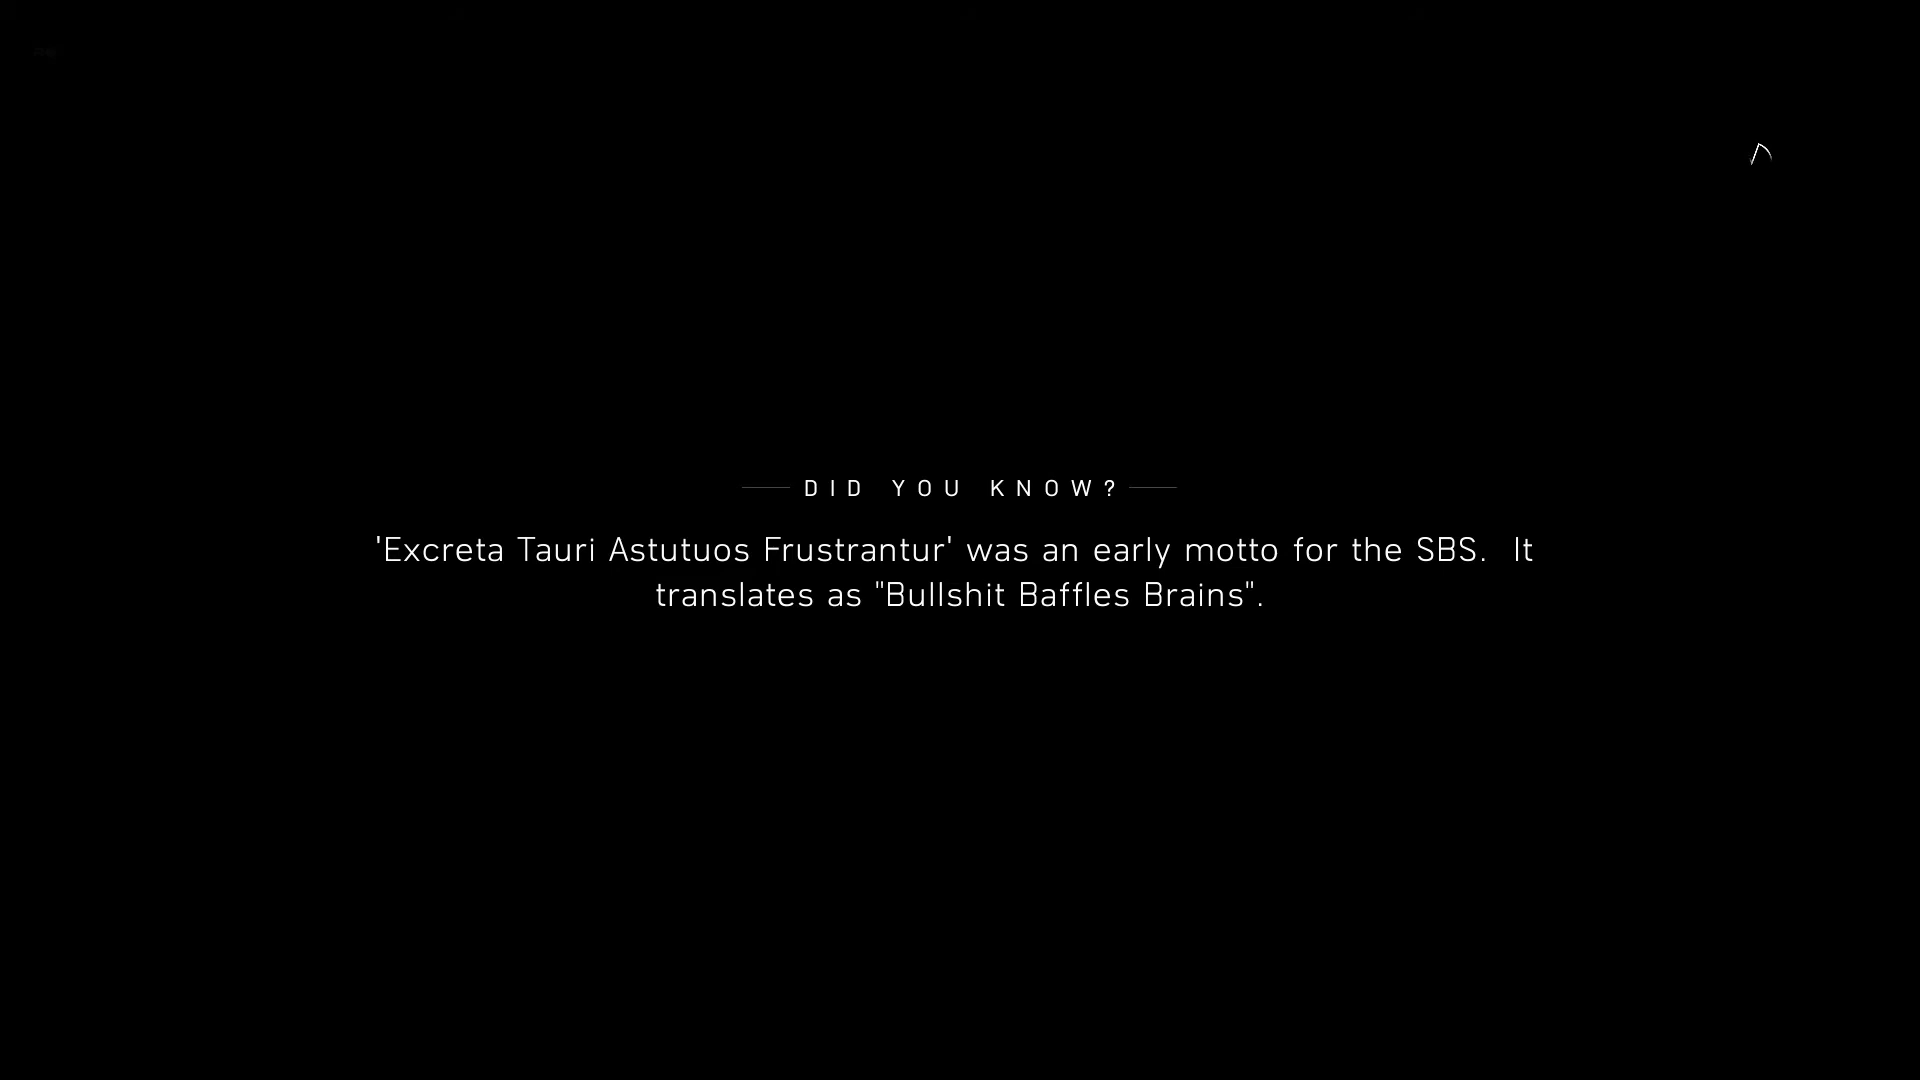 DID YOU KNOW?
'Excreta Tauri Astutuos Frustrantur' was an early motto for the SBS.  It
translates as "Bullshit Baffles Brains".